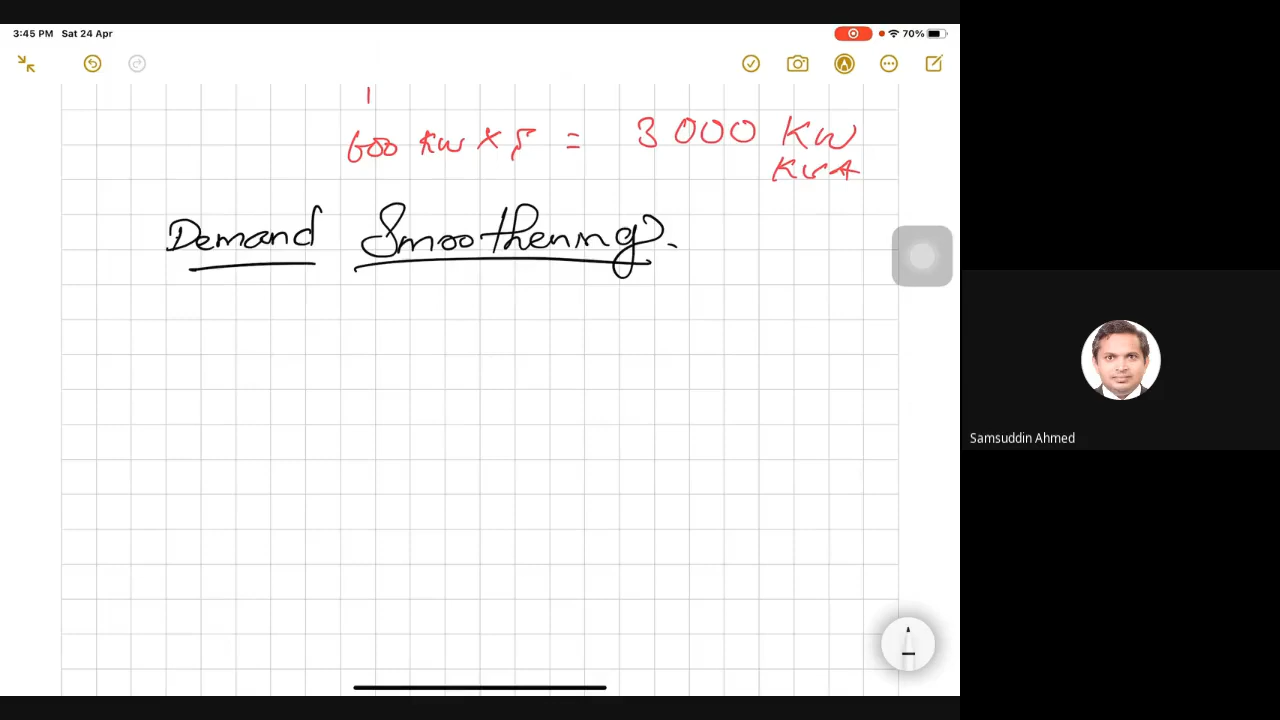 3:45 PM Sat 24 Apr
70%
600 KW X 5 = 3 000 KW
KVA
Demand Smoothening.
Samsuddin Ahmed